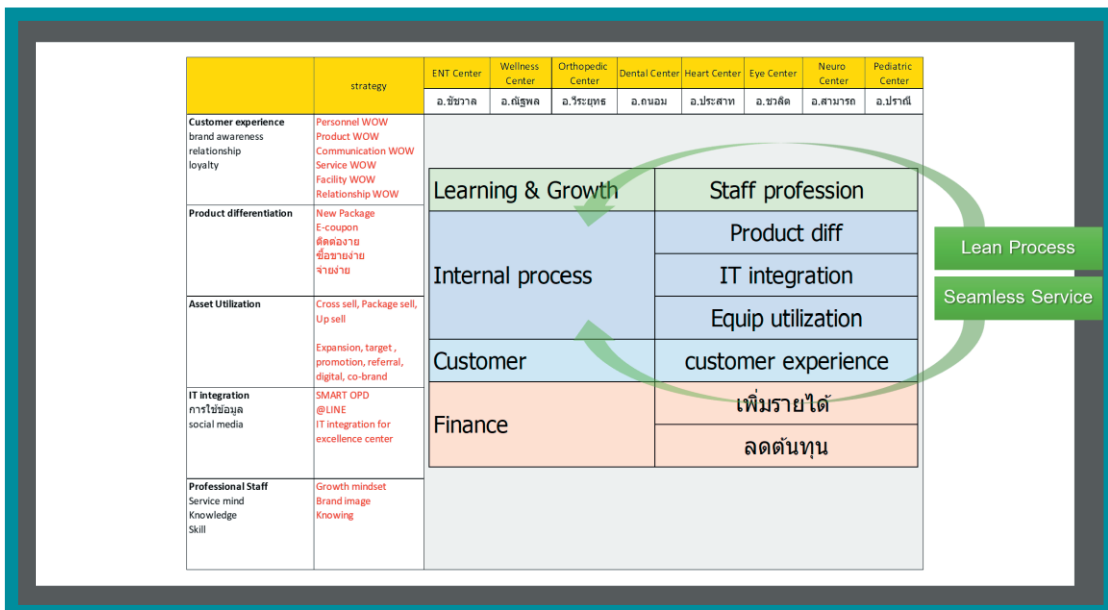 strategy
ENT Center
Wellness
Center
Orthopedic
Center
Dental Center
Heart Center
Eye Center
Neuro
Center
Pediatric
Center
อ.ชัชวาล
อ.ณัฐพล
อ.วีระยุทธ
อ.ถนอม
อ.ประสาท
อ.ชวลิต
อ.สามารถ
อ.ปราณี
Customer experience
brand awareness
relationship
loyalty
Personnel WOW
Product WOW
Communication WOW
Service WOW
Facility WOW
Relationship WOW
Product differentiation
New Package
E-coupon
ติดต่องาย
ซื้อขายง่าย
จ่ายง่าย
Asset Utilization
Cross sell, Package sell,
Up sell
Expansion, target ,
promotion, referral,
digital, co-brand
IT integration
การใช้ข้อมูล
social media
SMART OPD
@LINE
IT integration for
excellence center
Professional Staff
Service mind
Knowledge
Skill
Growth mindset
Brand image
Knowing
Learning & Growth
Staff profession
Internal process
Product diff
IT integration
Equip utilization
Customer
customer experience
Finance
เพิ่มรายได้
ลดต้นทุน
Lean Process
Seamless Service